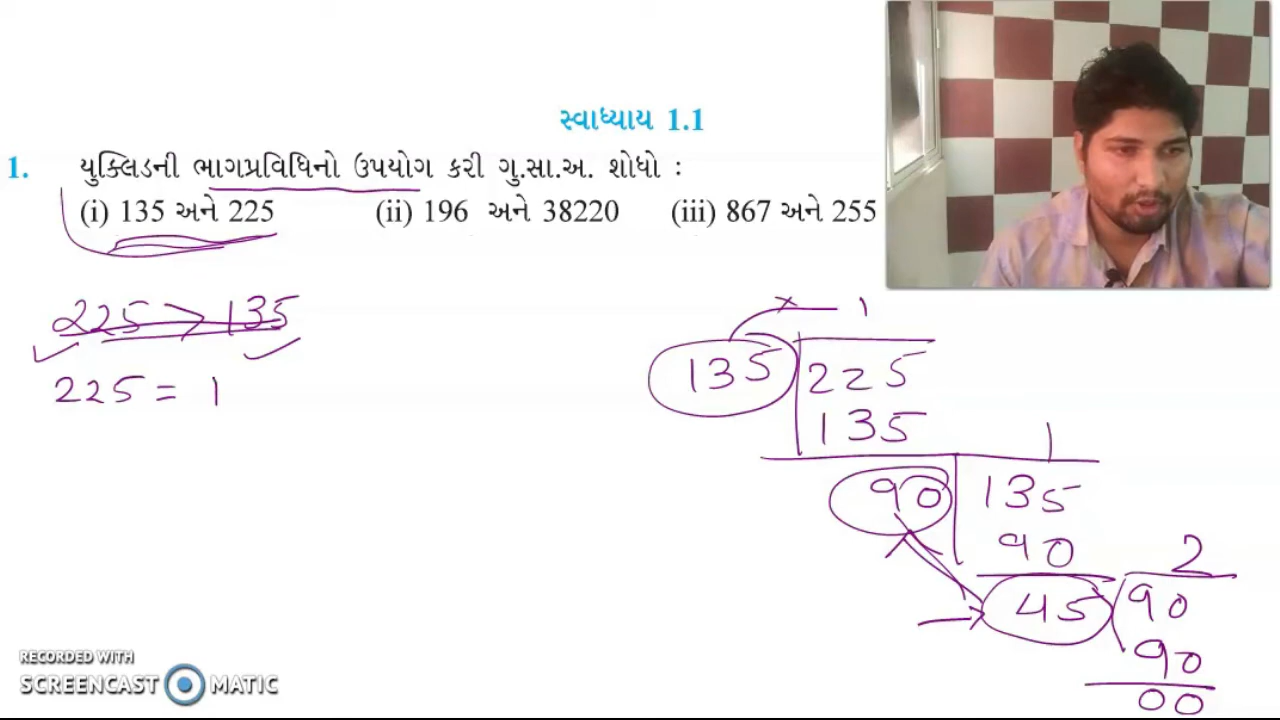 સ્વાધ્યાય 1.1
1. યુક્લિડની ભાગપ્રવિધિનો ઉપયોગ કરી ગુ.સા.અ. શોધો :
(i) 135 અને 225 (ii) 196 અને 38220 (iii) 867 અને 255
225 > 135
225 = 1
1
135 225
135 1
90 135
90 2
45 90
90
00
RECORDED WITH
SCREENCAST MATIC